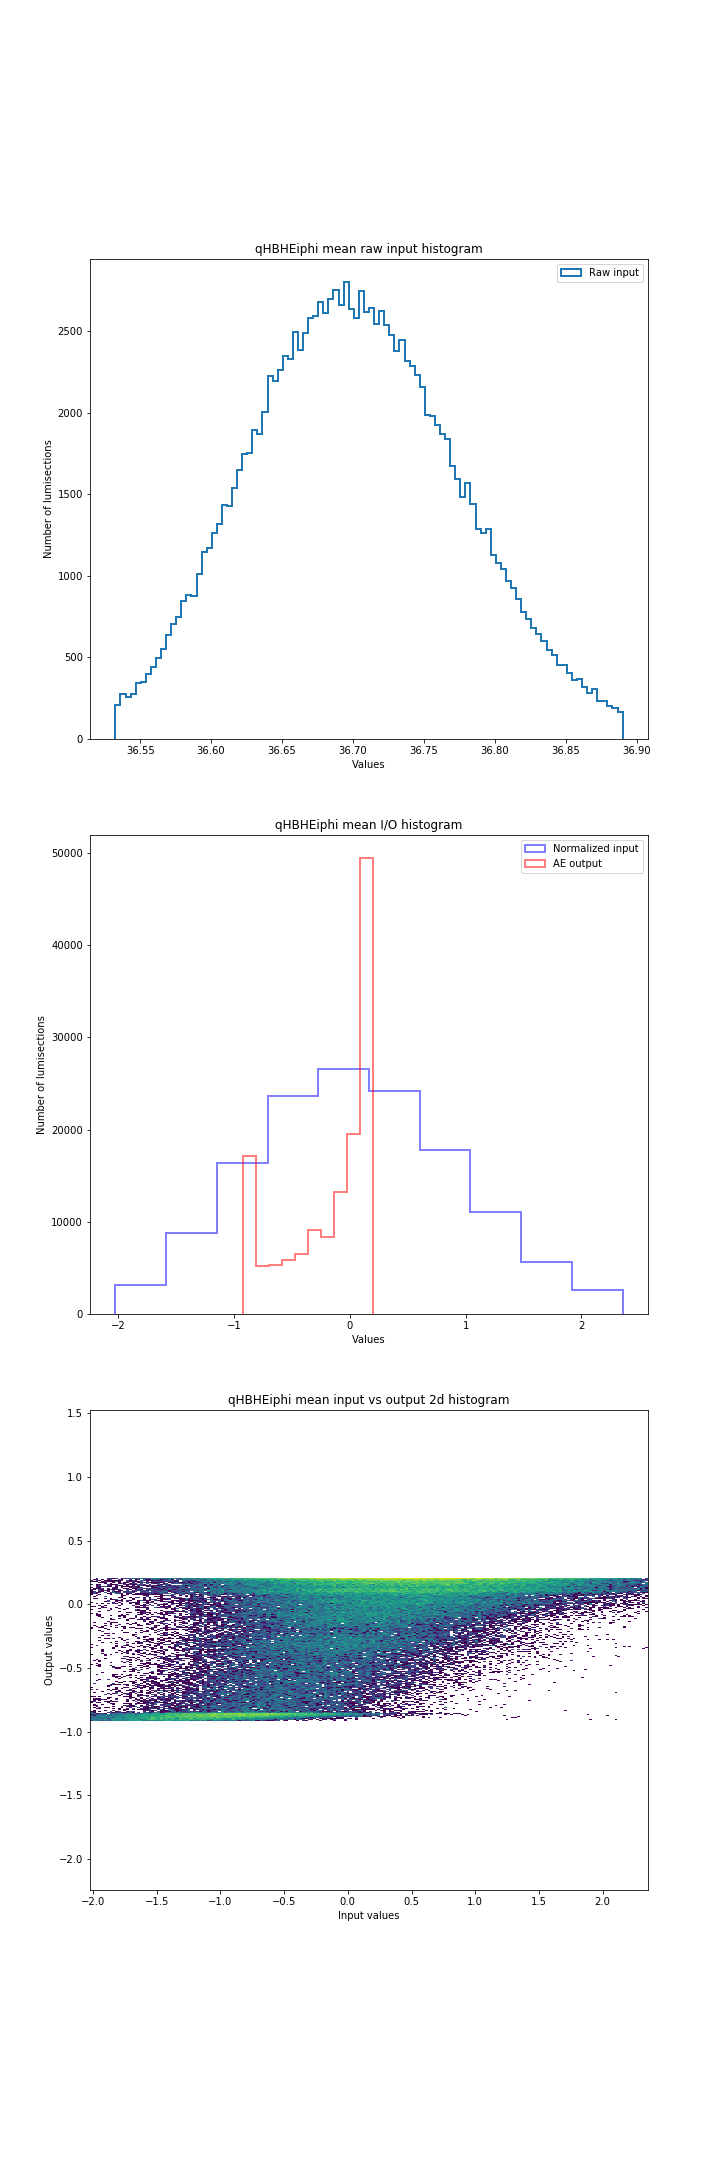 qHBHEiphi mean raw input histogram
Raw input
Number of lumisections
2500
2000
1500
1000
500
0
36.55 36.60 36.65 36.70 36.75 36.80 36.85 36.90
Values
qHBHEiphi mean I/O histogram
Normalized input
AE output
Number of lumisections
50000
40000
30000
20000
10000
0
−2 −1 0 1 2
Values
qHBHEiphi mean input vs output 2d histogram
Output values
1.5
1.0
0.5
0.0
−0.5
−1.0
−1.5
−2.0
−2.0 −1.5 −1.0 −0.5 0.0 0.5 1.0 1.5 2.0
Input values